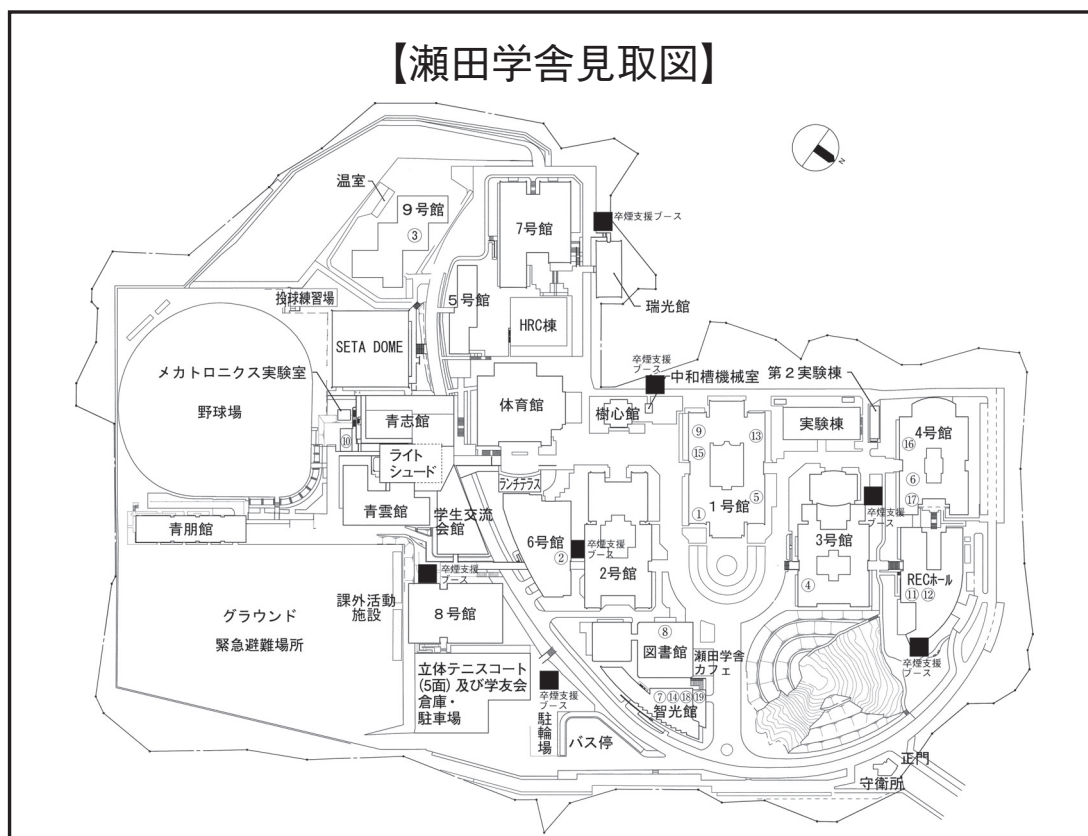 【瀬田学舎見取図】
N
温室
9号館
③
7号館
卒煙支援ブース
瑞光館
5号館
HRC棟
投球練習場
SETA DOME
メカトロニクス実験室
野球場
⑩
青志館
体育館
卒煙支援
ブース
中和槽機械室
第2実験棟
樹心館
⑨
⑬
⑮
実験棟
4号館
⑯
⑥
⑰
ライト
シュード
ランチテラス
青雲館
学生交流
会館
青朋館
①
1号館
⑤
卒煙支援
ブース
3号館
④
6号館
②
卒煙支援
ブース
2号館
RECホール
⑪ ⑫
卒煙支援
ブース
卒煙支援
ブース
課外活動
施設
8号館
グラウンド
緊急避難場所
⑧
図書館
瀬田学舎
カフェ
⑦⑭⑱⑲
智光館
立体テニスコート
(5面)及び学友会
倉庫・
駐車場
卒煙支援
ブース
駐輪場
バス停
正門
守衛所